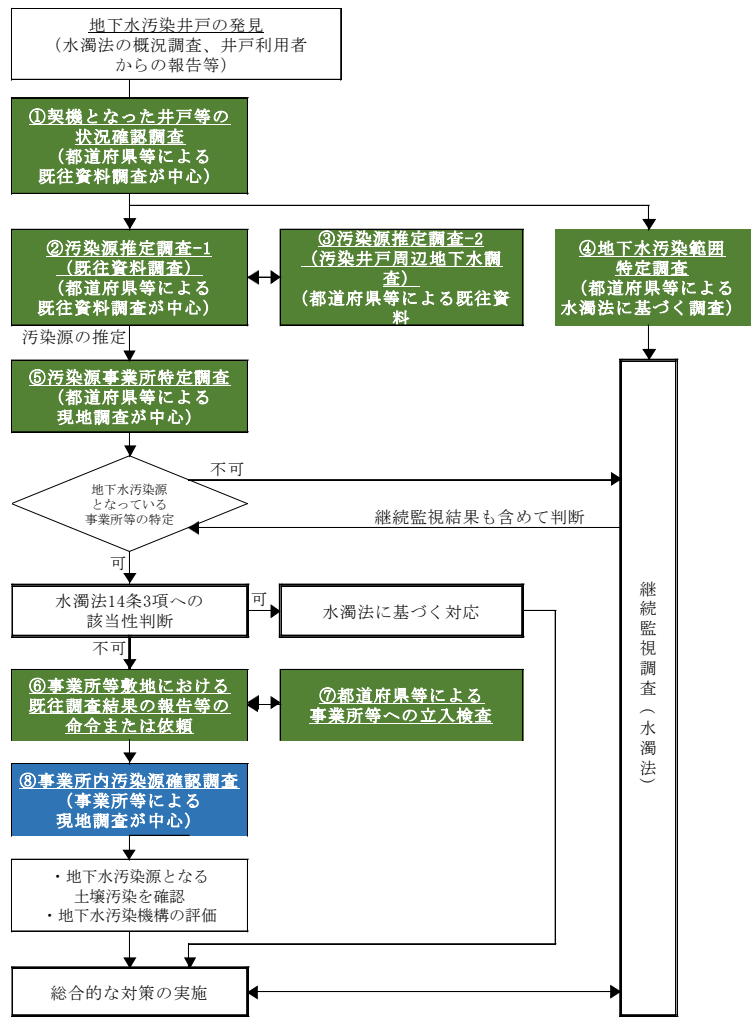 地下水汚染井戸の発見
（水濁法の概況調査、井戸利用者
からの報告等）
①契機となった井戸等の
状況確認調査
（都道府県等による
既往資料調査が中心）
②汚染源推定調査-1
（既往資料調査）
（都道府県等による
既往資料調査が中心）
③汚染源推定調査-2
（汚染井戸周辺地下水調
査）
（都道府県等による既往資
料
④地下水汚染範囲
特定調査
（都道府県等による
水濁法に基づく調査）
汚染源の推定
⑤汚染源事業所特定調査
（都道府県等による
現地調査が中心）
不可
地下水汚染源
となっている
事業所等の特定
継続監視結果も含めて判断
可
水濁法14条3項への
該当性判断
可
水濁法に基づく対応
継続監視調査（水濁法）
不可
⑥事業所等敷地における
既往調査結果の報告等の
命令または依頼
⑦都道府県等による
事業所等への立入検査
⑧事業所内汚染源確認調査
（事業所等による
現地調査が中心）
・地下水汚染源となる
土壌汚染を確認
・地下水汚染機構の評価
総合的な対策の実施